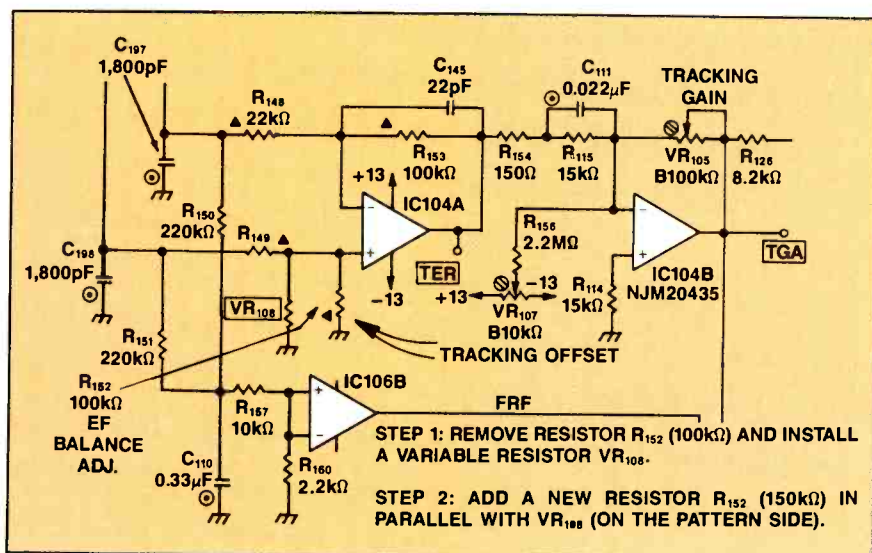 C197
1,800pF
C145
22pF
C111
0.022μF
TRACKING
GAIN
R148
22kΩ
R153
100kΩ
R154
150Ω
R115
15kΩ
VR105
B100kΩ
R126
8.2kΩ
+13
IC104A
R150
220kΩ
R149
R156
2.2MΩ
C198
1,800pF
TER
IC104B
NJM20435
TGA
VR108
-13
+13
-13
R114
15kΩ
VR107
B10kΩ
R151
220kΩ
TRACKING OFFSET
R152
100kΩ
EF
BALANCE
ADJ.
IC106B
R157
10kΩ
FRF
C110
0.33μF
R160
2.2kΩ
STEP 1: REMOVE RESISTOR R152 (100kΩ) AND INSTALL
A VARIABLE RESISTOR VR108.
STEP 2: ADD A NEW RESISTOR R152 (150kΩ) IN
PARALLEL WITH VR108 (ON THE PATTERN SIDE).